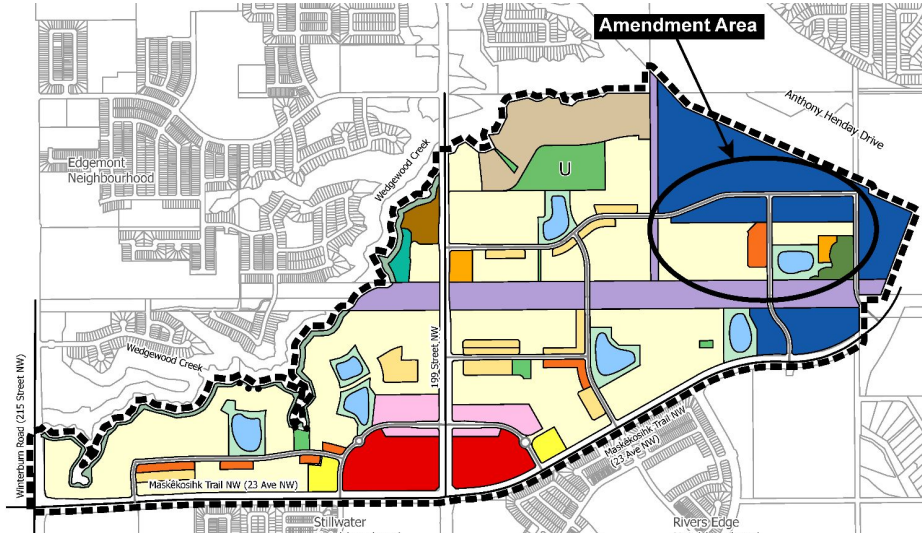 Amendment Area
Anthony Henday Drive
Edgemont
Neighbourhood
Wedgewood Creek
U
199 Street NW
Wedgewood Creek
Winterburn Road (215 Street NW)
Maskêkosihk Trail NW
(23 Ave NW)
Maskêkosihk Trail NW (23 Ave NW)
Stillwater
Rivers Edge